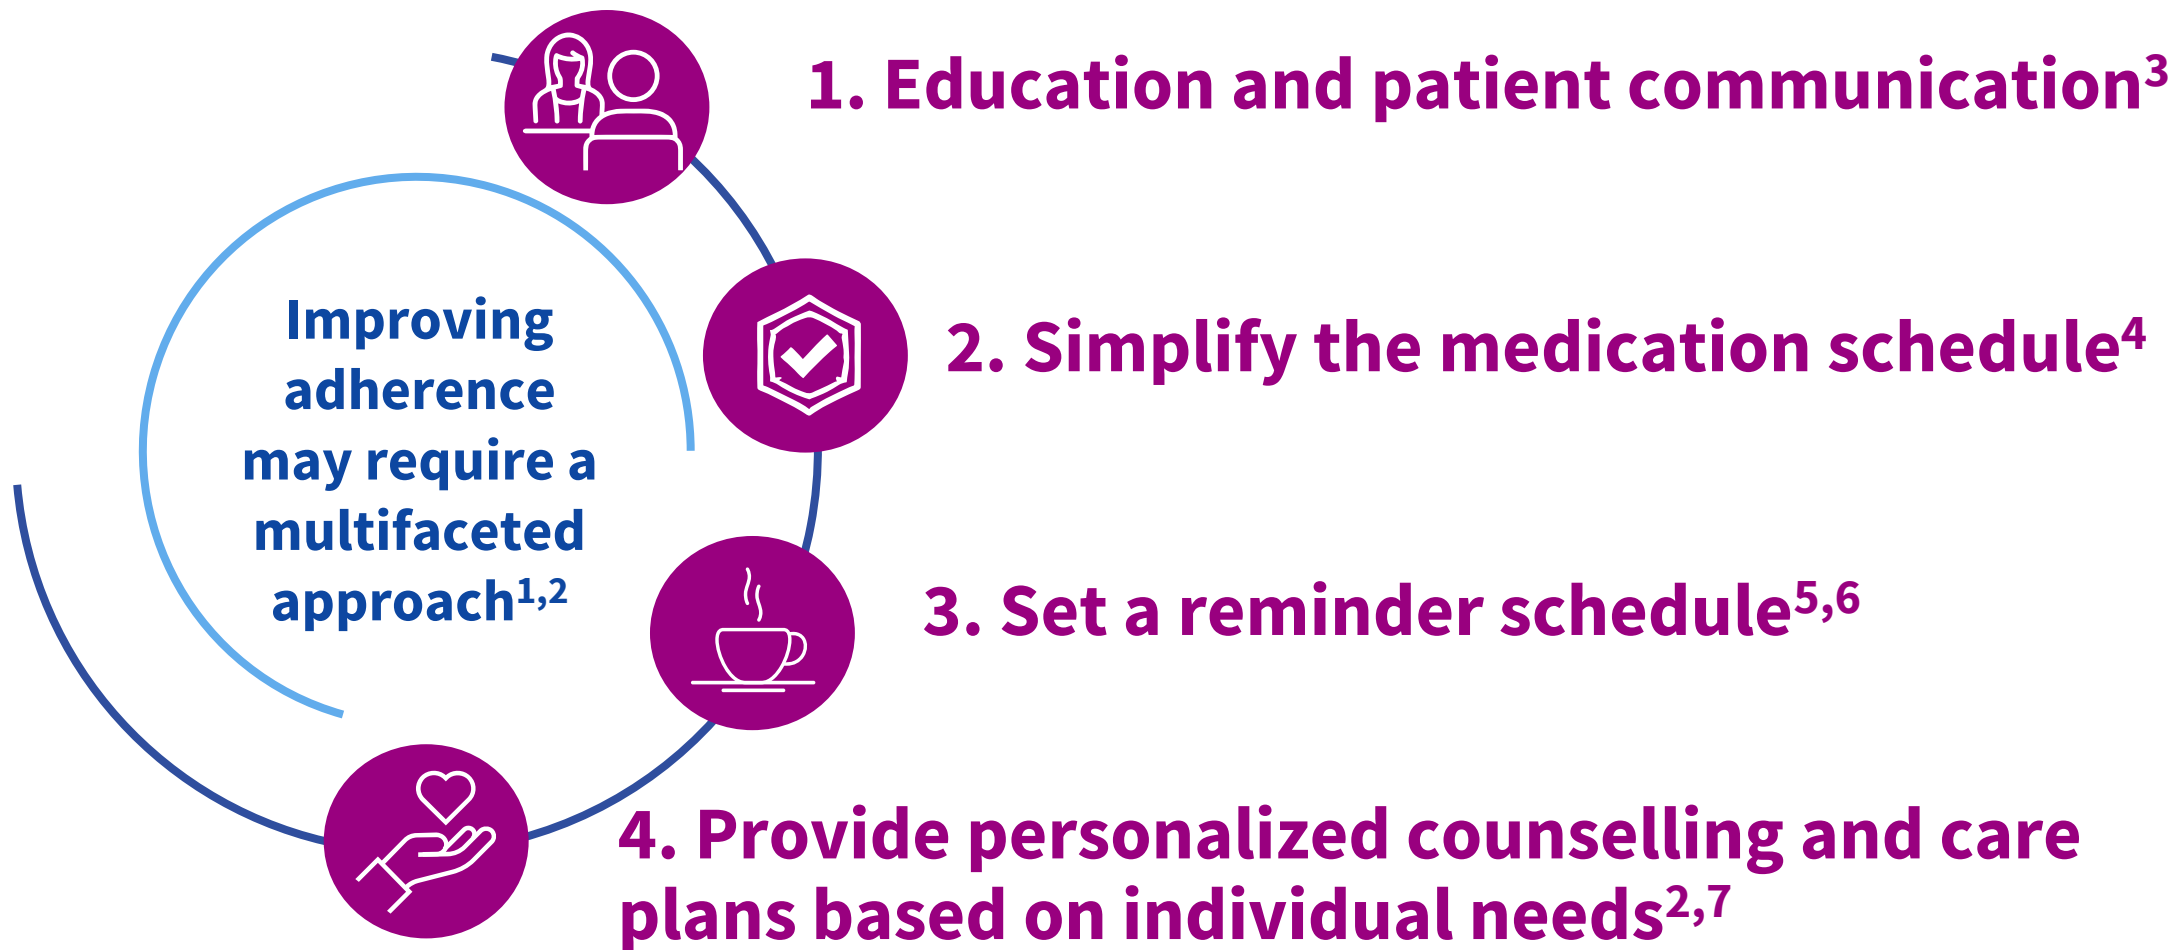 Improving
adherence
may require a
multifaceted
approach¹,²
1. Education and patient communication³
2. Simplify the medication schedule⁴
3. Set a reminder schedule⁵,⁶
4. Provide personalized counselling and care
plans based on individual needs²,⁷